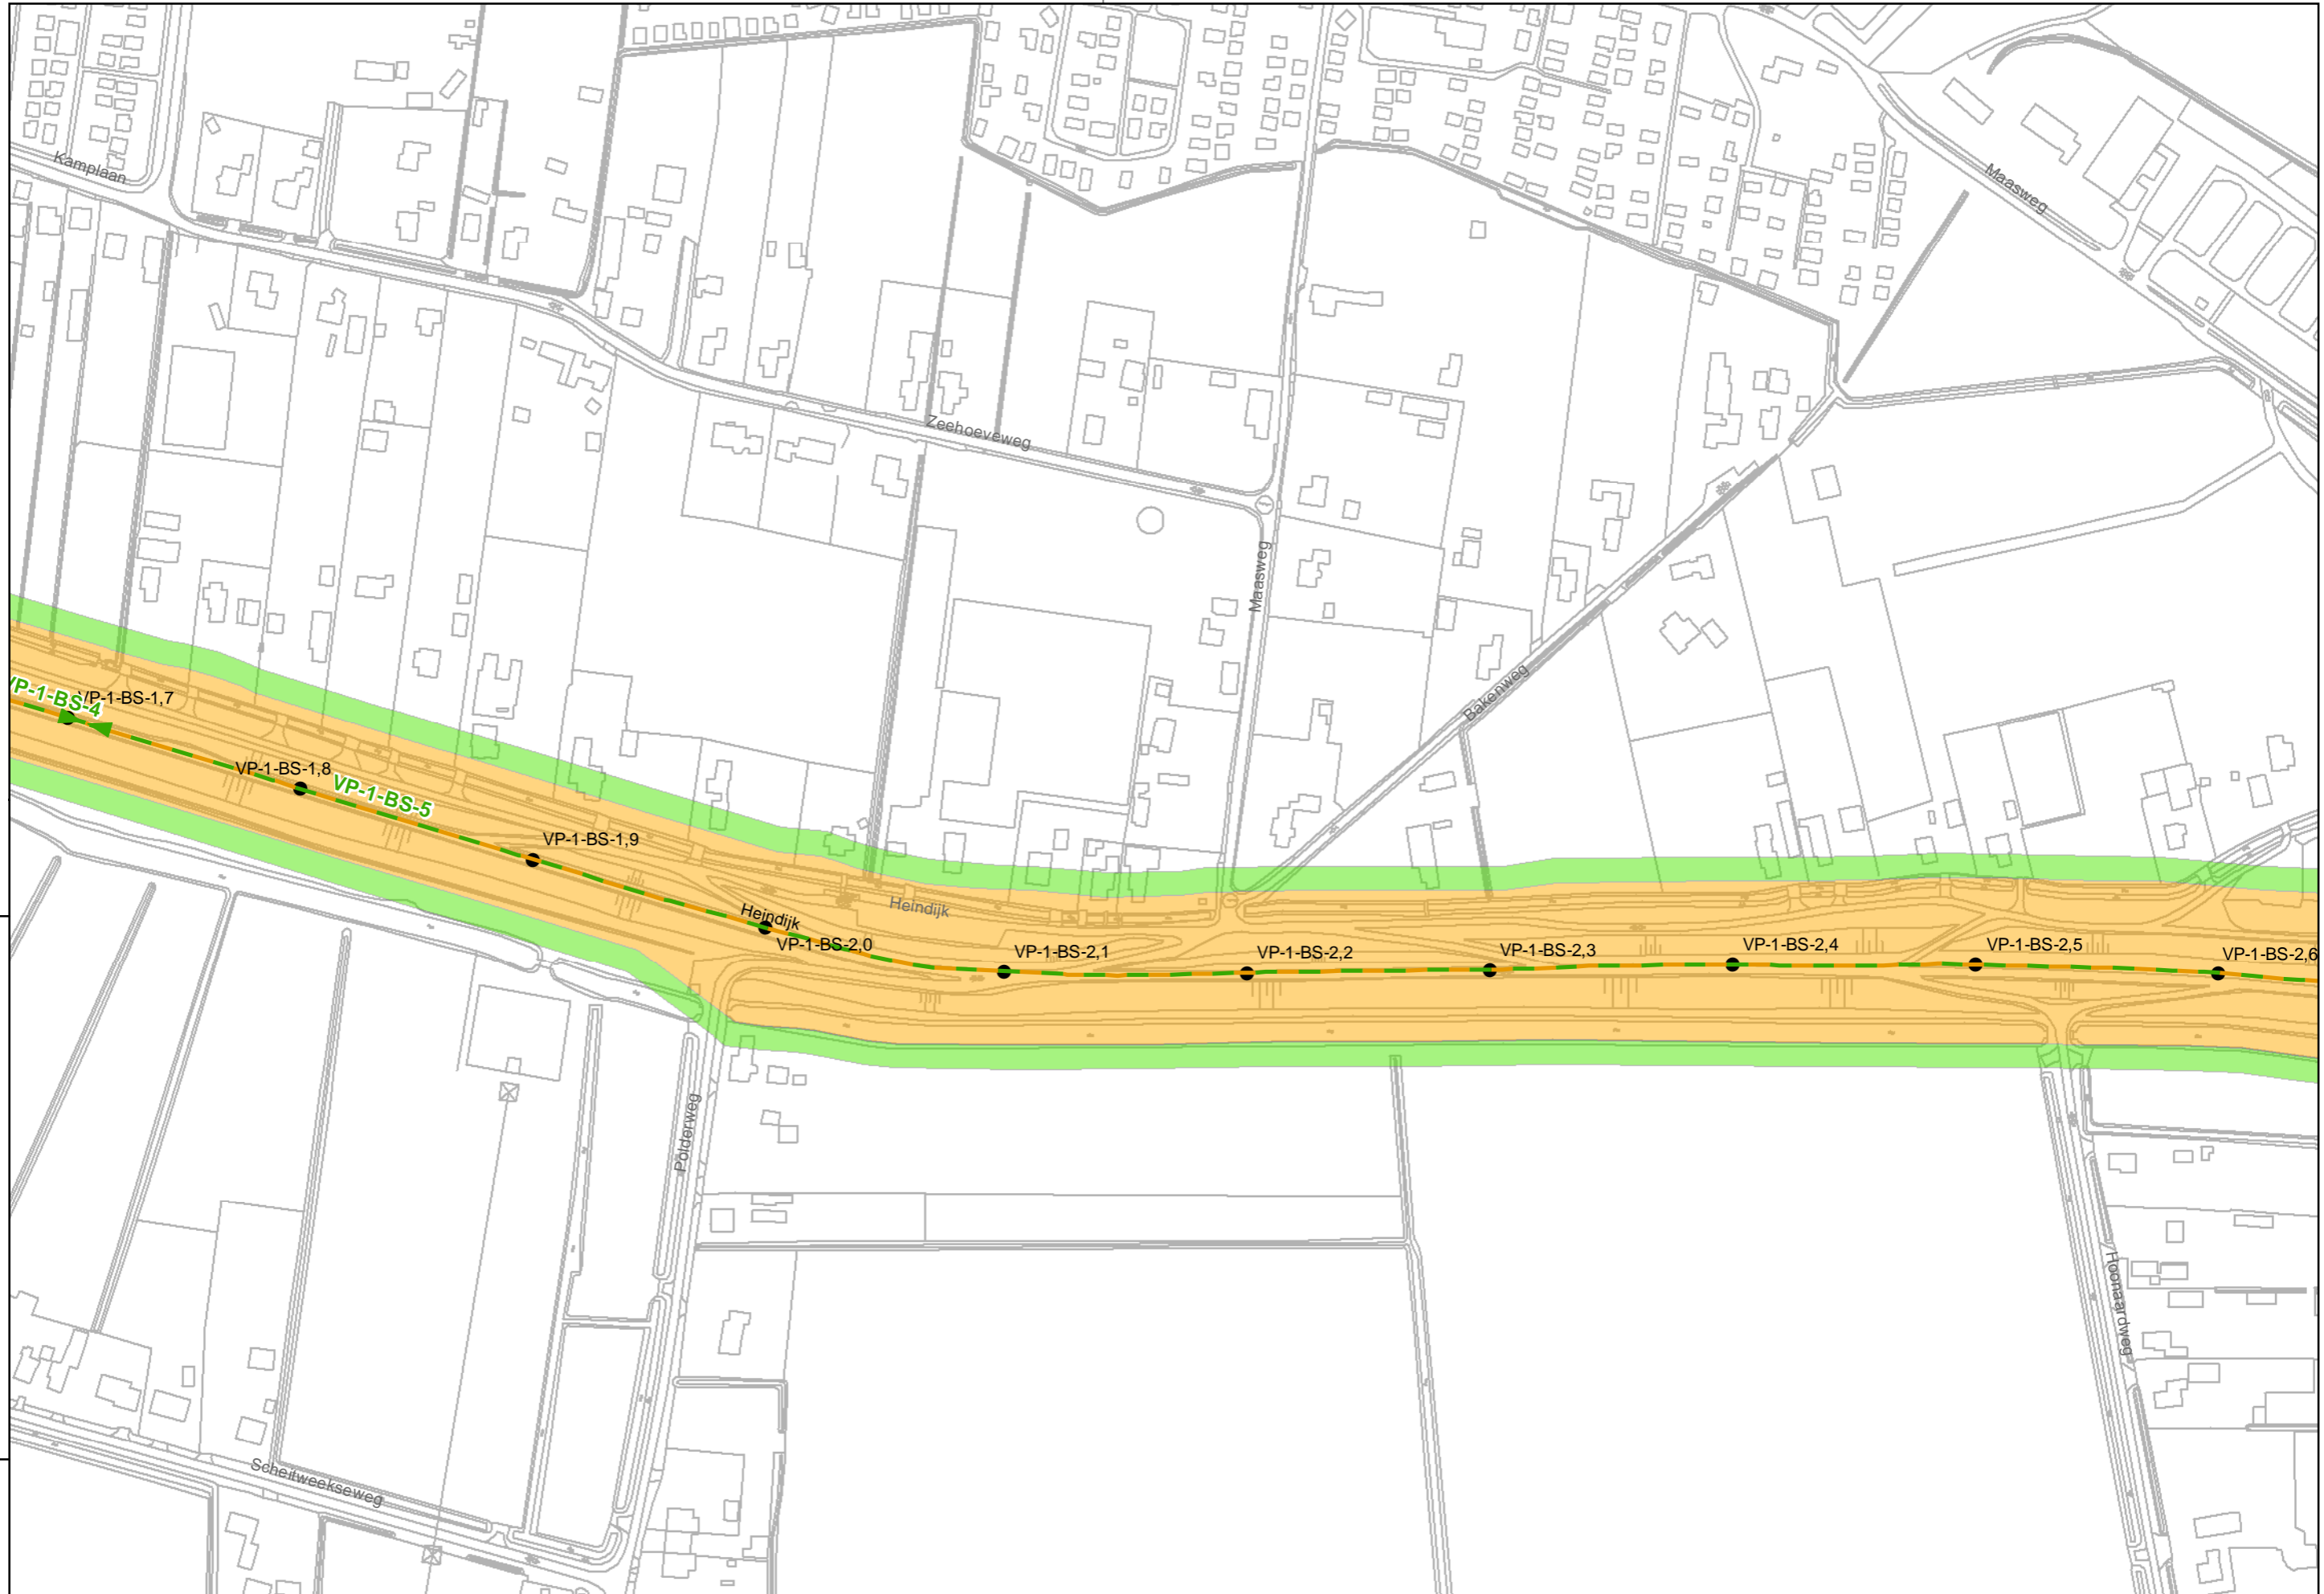 Kamplaan
Maasweg
Zeehoeveweg
Maasweg
Bakenweg
VP-1-BS-4
VP-1-BS-1,7
VP-1-BS-1,8
VP-1-BS-5
VP-1-BS-1,9
Heindijk
Heindijk
VP-1-BS-2,0
VP-1-BS-2,1
VP-1-BS-2,2
VP-1-BS-2,3
VP-1-BS-2,4
VP-1-BS-2,5
VP-1-BS-2,6
Polderweg
Hoonaardweg
Scheitweekseweg